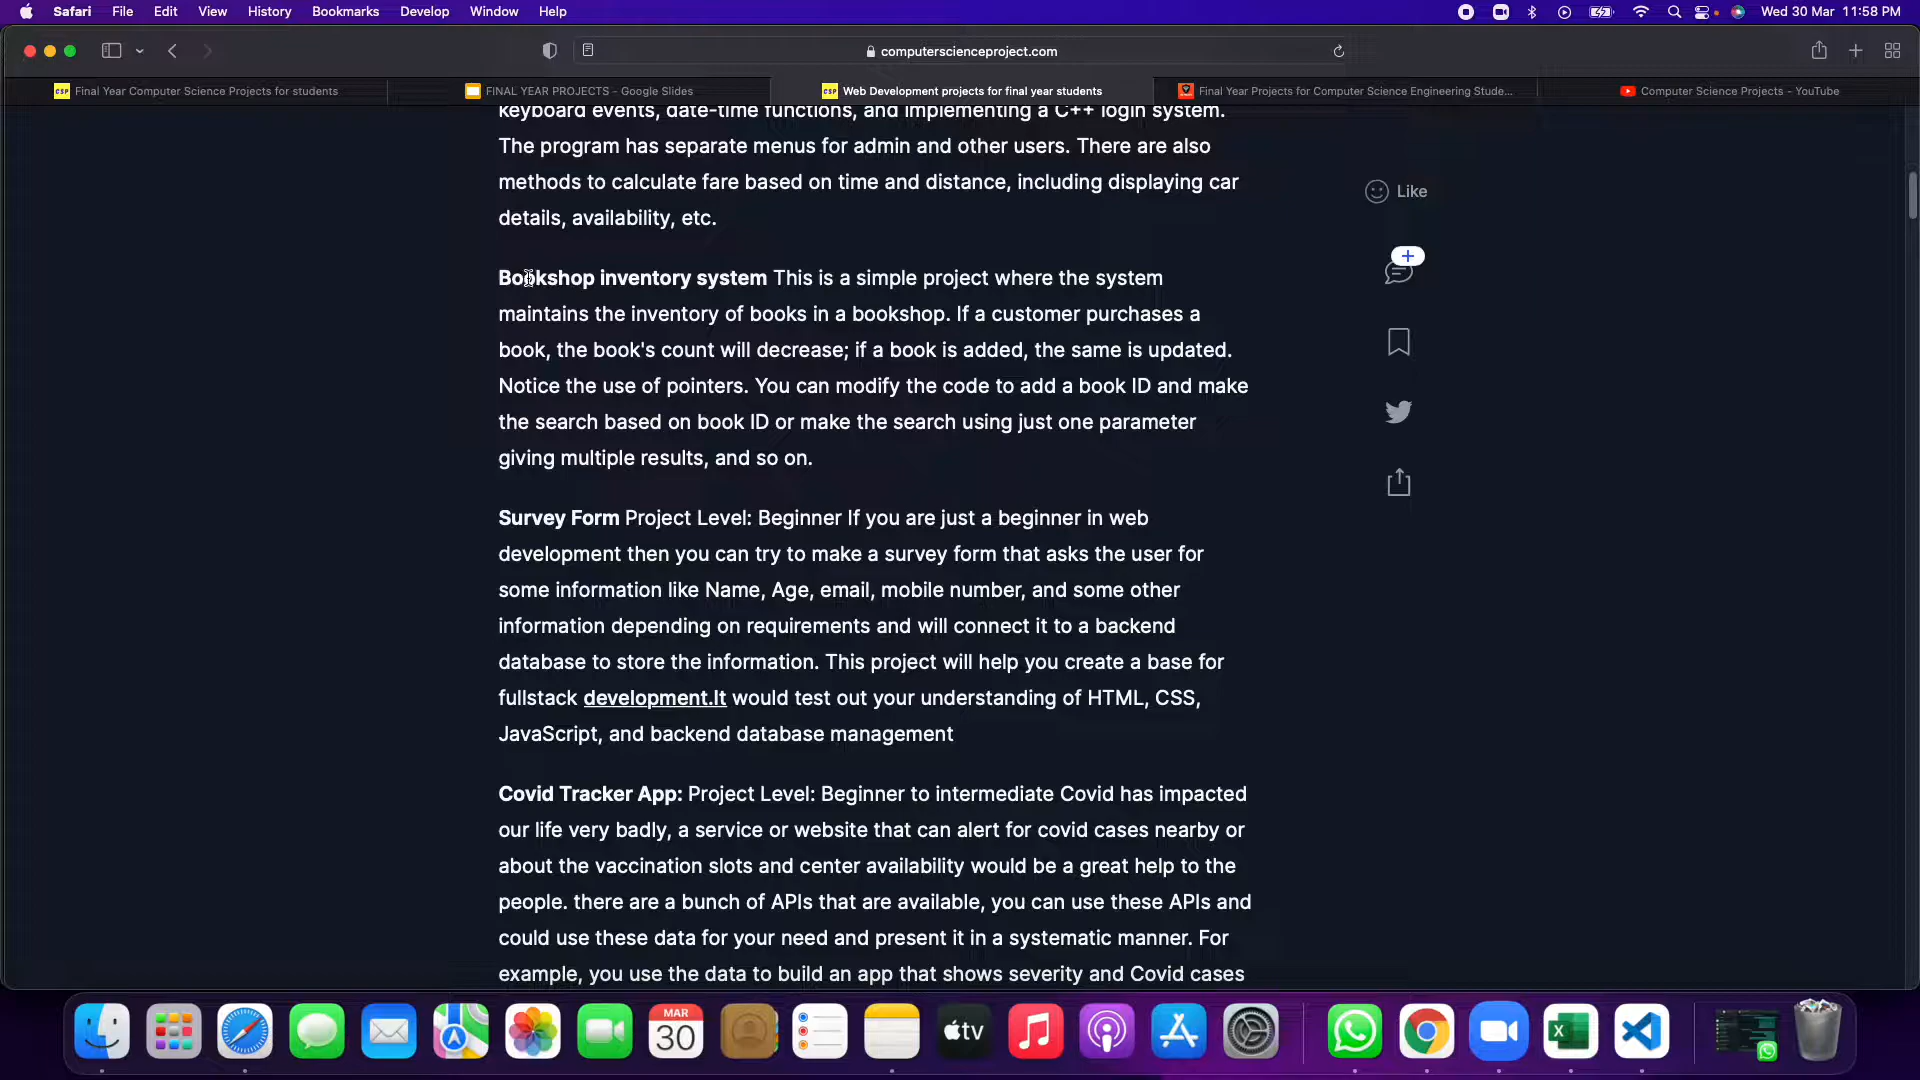 Safari File Edit View History Bookmarks Develop Window Help Wed 30 Mar 11:58 PM
computerscienceproject.com
CSP Final Year Computer Science Projects for students FINAL YEAR PROJECTS - Google Slides CSP Web Development projects for final year students Final Year Projects for Computer Science Engineering Stude... Computer Science Projects - YouTube
keyboard events, date-time functions, and implementing a C++ login system.
The program has separate menus for admin and other users. There are also
methods to calculate fare based on time and distance, including displaying car
details, availability, etc.
Like
Bookshop inventory system This is a simple project where the system
maintains the inventory of books in a bookshop. If a customer purchases a
book, the book's count will decrease; if a book is added, the same is updated.
Notice the use of pointers. You can modify the code to add a book ID and make
the search based on book ID or make the search using just one parameter
giving multiple results, and so on.
Survey Form Project Level: Beginner If you are just a beginner in web
development then you can try to make a survey form that asks the user for
some information like Name, Age, email, mobile number, and some other
information depending on requirements and will connect it to a backend
database to store the information. This project will help you create a base for
fullstack development.It would test out your understanding of HTML, CSS,
JavaScript, and backend database management
Covid Tracker App: Project Level: Beginner to intermediate Covid has impacted
our life very badly, a service or website that can alert for covid cases nearby or
about the vaccination slots and center availability would be a great help to the
people. there are a bunch of APIs that are available, you can use these APIs and
could use these data for your need and present it in a systematic manner. For
example, you use the data to build an app that shows severity and Covid cases
MAR
30
tv